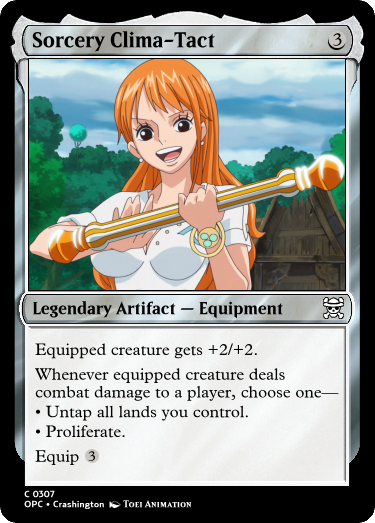 Sorcery Clima-Tact 3
Legendary Artifact — Equipment
Equipped creature gets +2/+2.
Whenever equipped creature deals
combat damage to a player, choose one—
• Untap all lands you control.
• Proliferate.
Equip 3
C 0307
OPC • Crashington TOEI ANIMATION